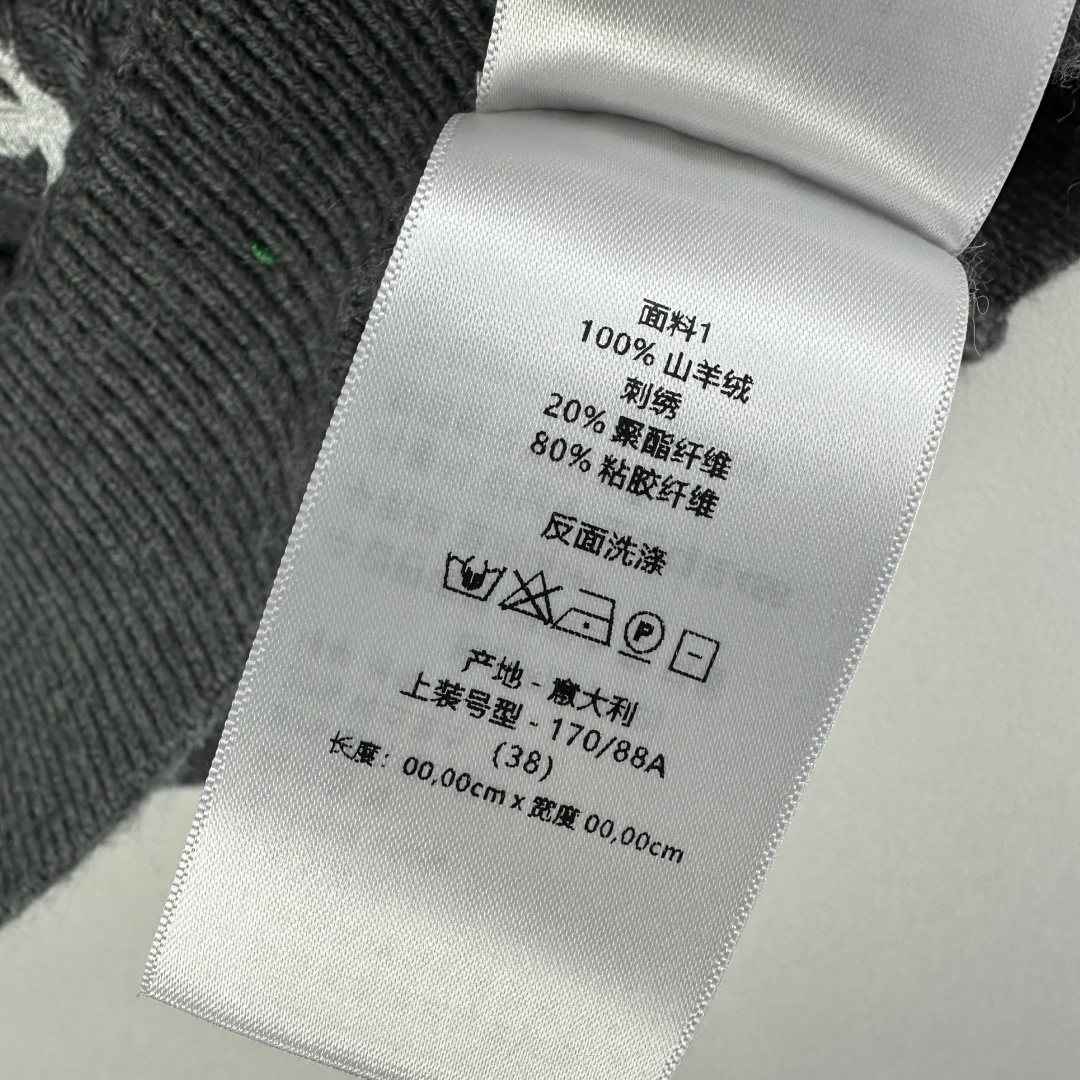 面料1
100% 山羊绒
刺绣
20% 聚酯纤维
80% 粘胶纤维
反面洗涤
P
产地 - 意大利
上装号型 - 170/88A
(38)
长度: 00,00cm x 宽度 00,00cm